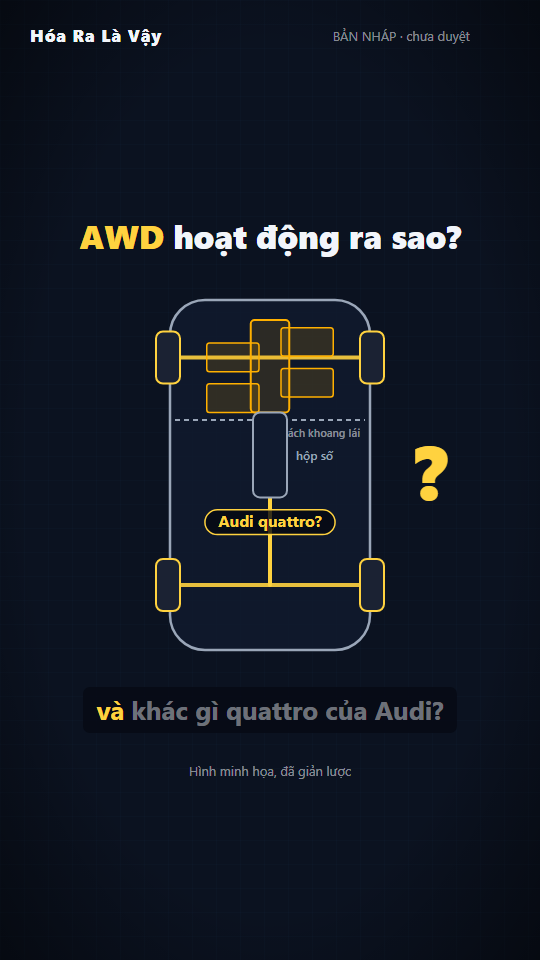 Hóa Ra Là Vậy
BẢN NHÁP · chưa duyệt
AWD hoạt động ra sao?
ách khoang lái
hộp số
?
Audi quattro?
và khác gì quattro của Audi?
Hình minh họa, đã giản lược